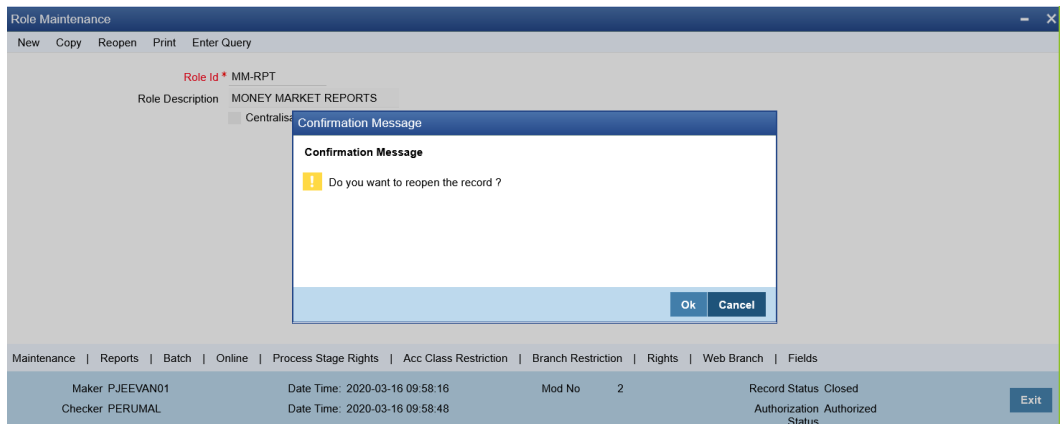 Role Maintenance
New Copy Reopen Print Enter Query
Role Id * MM-RPT
Role Description MONEY MARKET REPORTS
Centralisa
Confirmation Message
Confirmation Message
! Do you want to reopen the record ?
Ok Cancel
Maintenance | Reports | Batch | Online | Process Stage Rights | Acc Class Restriction | Branch Restriction | Rights | Web Branch | Fields
Maker PJEEVAN01 Date Time: 2020-03-16 09:58:16 Mod No 2 Record Status Closed
Checker PERUMAL Date Time: 2020-03-16 09:58:48 Authorization Authorized
Status
Exit